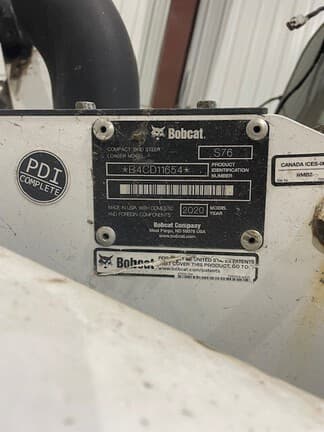 Bobcat.
COMPACT SKID STEER
LOADER MODEL
S76
*B4CD11654*
PRODUCT
IDENTIFICATION
NUMBER
MADE IN USA WITH DOMESTIC
AND FOREIGN COMPONENTS
2020
MODEL
YEAR
Bobcat Company
West Fargo, ND 58078 USA
www.bobcat.com
PDI
COMPLETE
CANADA ICES-0
Bobcat
FOR UNITED STATES PATENTS
THAT COVER THIS PRODUCT, GO TO:
www.bobcat.com/patents